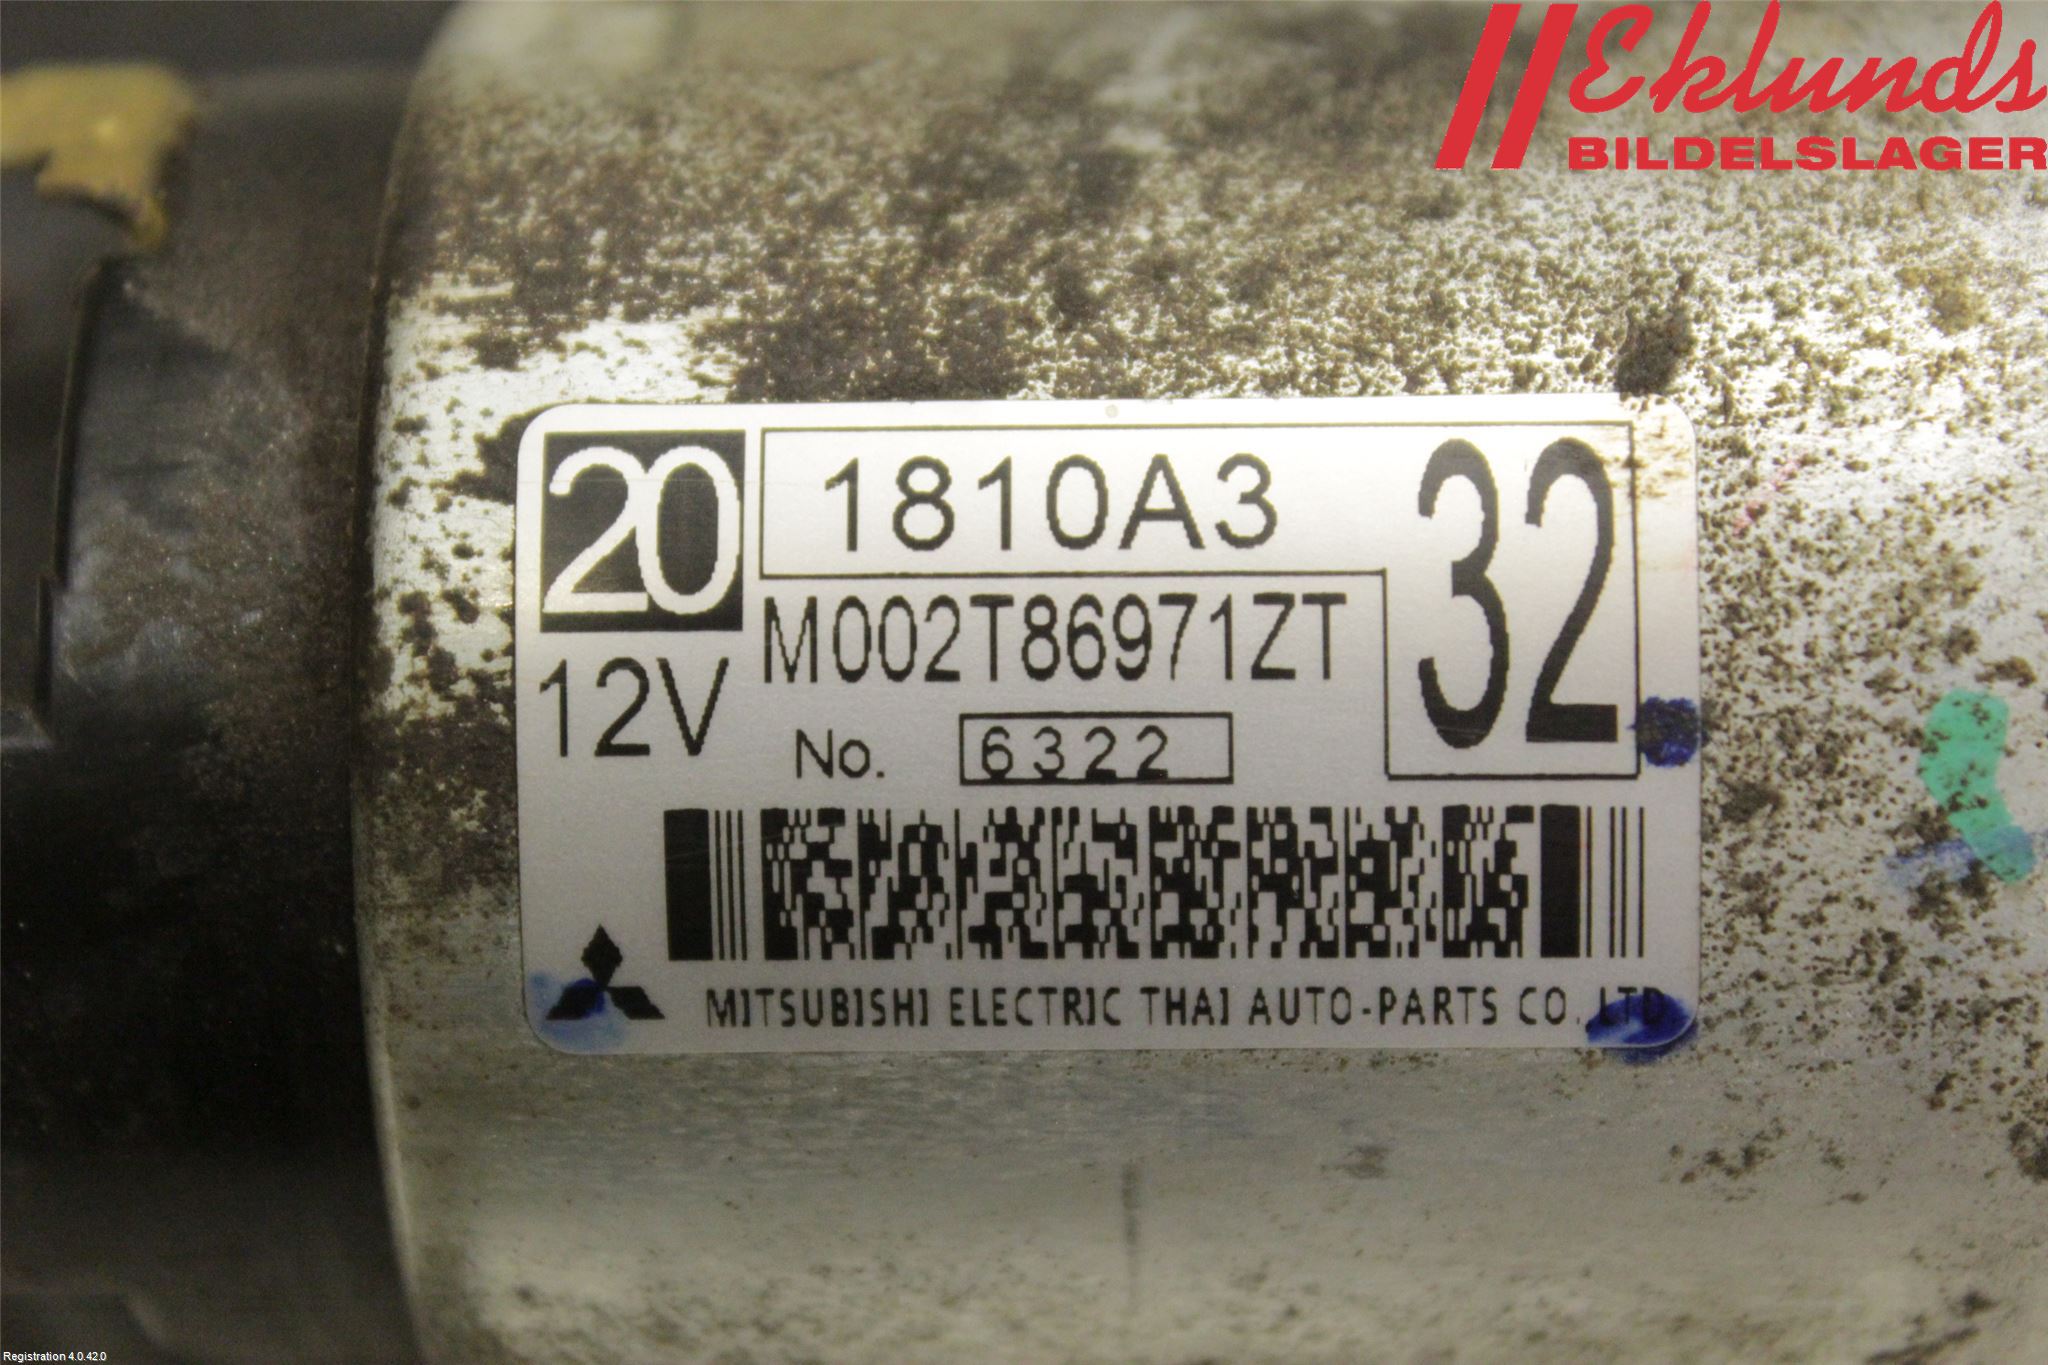 Eklunds
BILDELSLAGER
20 1810A3 32
M002T86971ZT
12V
No. 6322
MITSUBISHI ELECTRIC THAI AUTO-PARTS CO. LTD
Registration 4.0.42.0